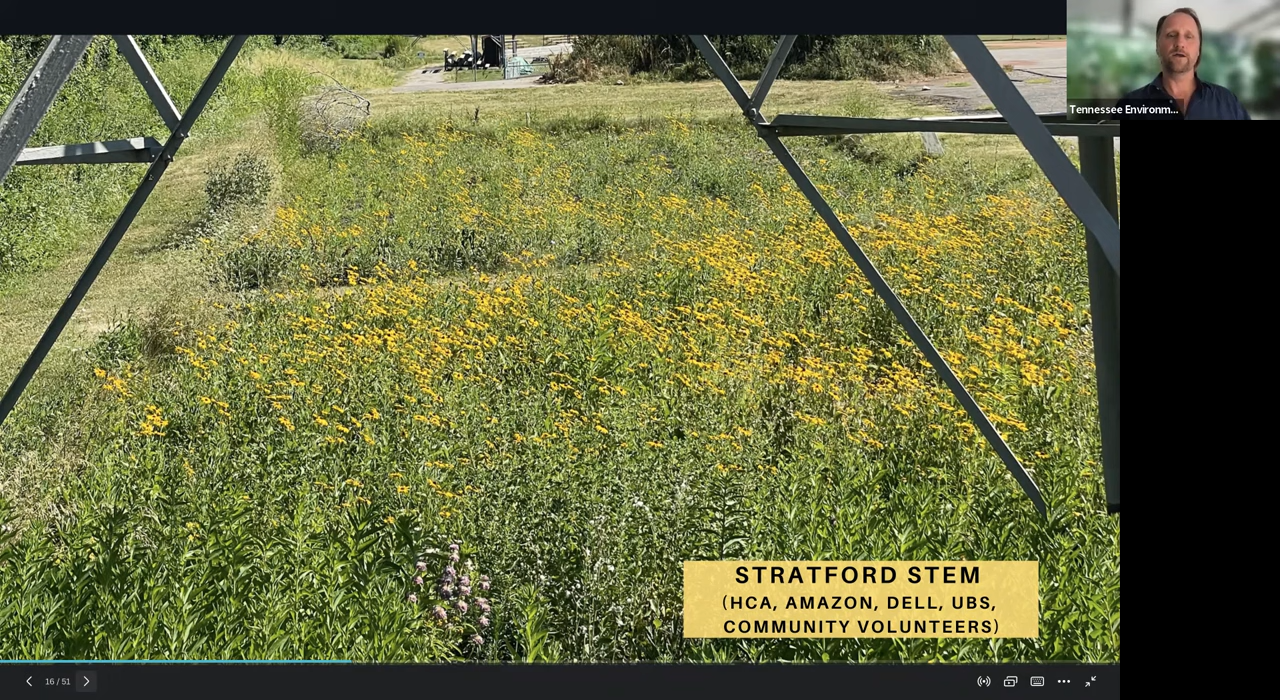 Tennessee Environm...
STRATFORD STEM
(HCA, AMAZON, DELL, UBS,
COMMUNITY VOLUNTEERS)
16 / 51